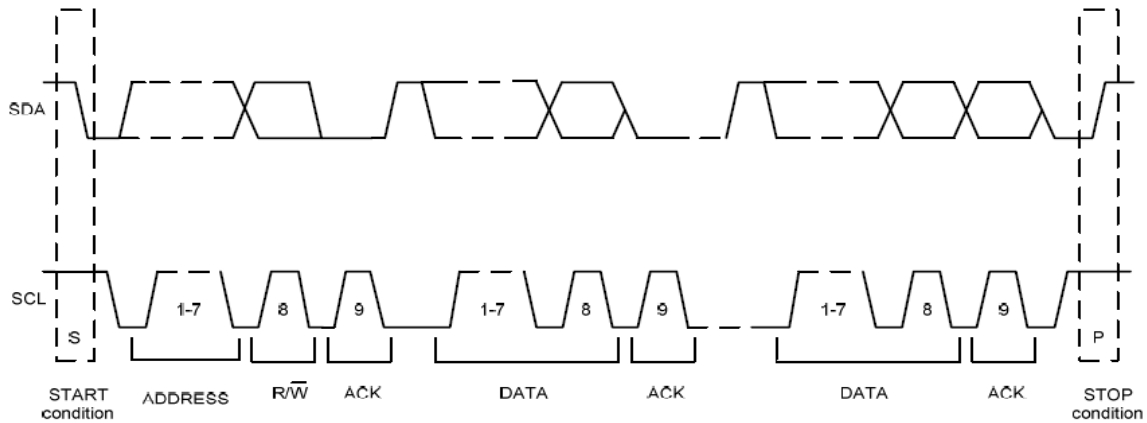 SDA
SCL
1-7
8
9
1-7
8
9
1-7
8
9
S
P
START
condition
ADDRESS
R/W̅
ACK
DATA
ACK
DATA
ACK
STOP
condition